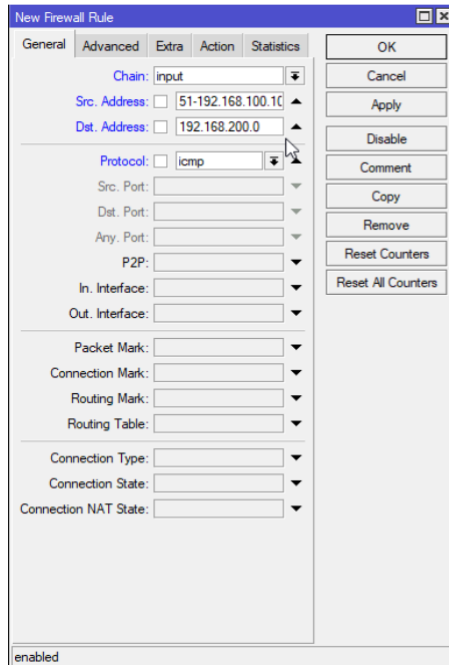 New Firewall Rule
General Advanced Extra Action Statistics
OK
Cancel
Apply
Disable
Comment
Copy
Remove
Reset Counters
Reset All Counters
Chain: input
Src. Address: 51-192.168.100.10
Dst. Address: 192.168.200.0
Protocol: icmp
Src. Port:
Dst. Port:
Any. Port:
P2P:
In. Interface:
Out. Interface:
Packet Mark:
Connection Mark:
Routing Mark:
Routing Table:
Connection Type:
Connection State:
Connection NAT State:
enabled